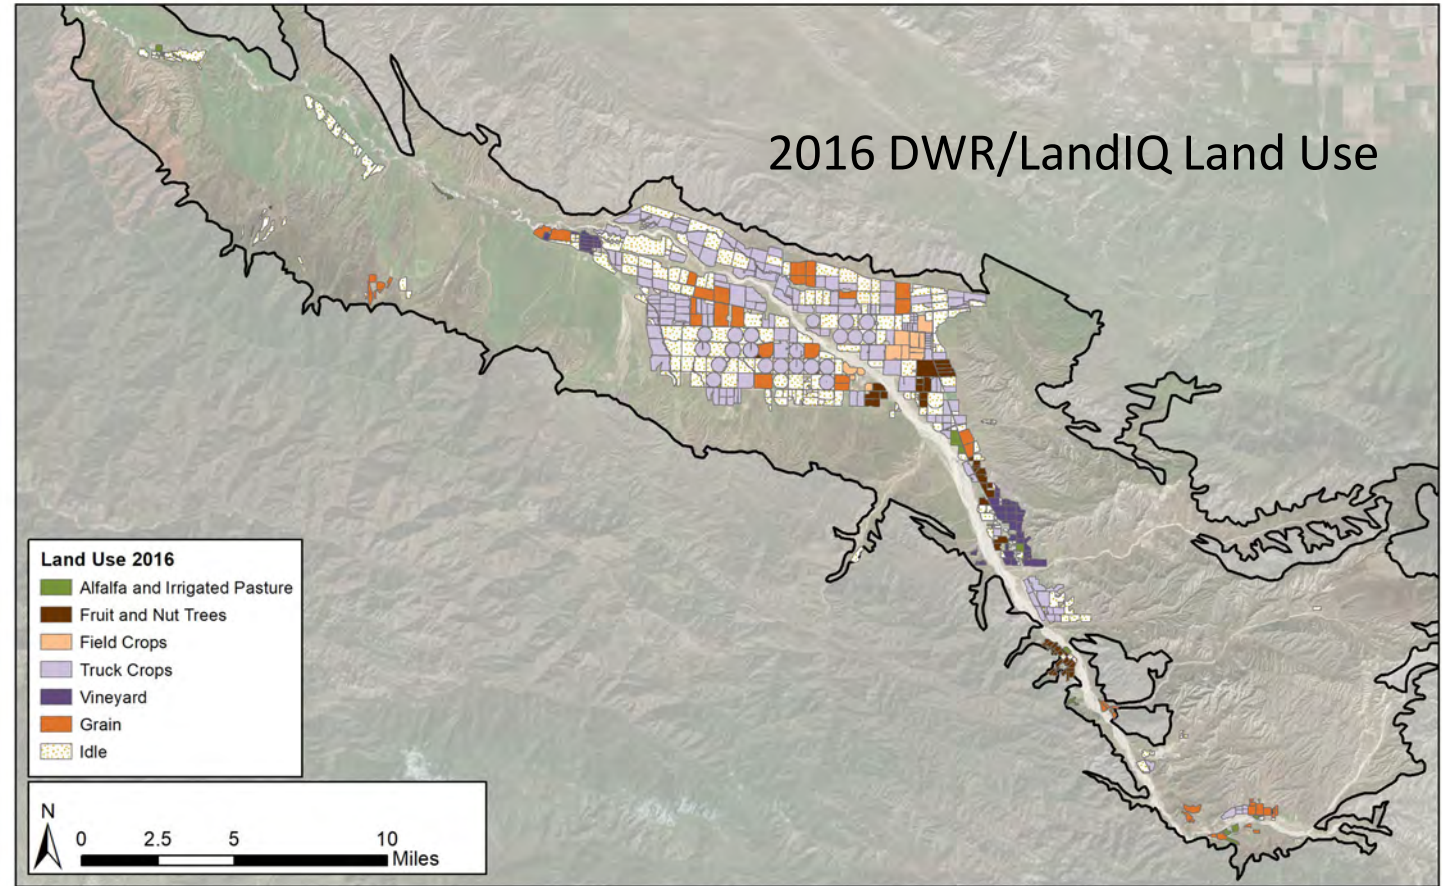 2016 DWR/LandIQ Land Use
Land Use 2016
Alfalfa and Irrigated Pasture
Fruit and Nut Trees
Field Crops
Truck Crops
Vineyard
Grain
Idle
N
0 2.5 5 10
Miles